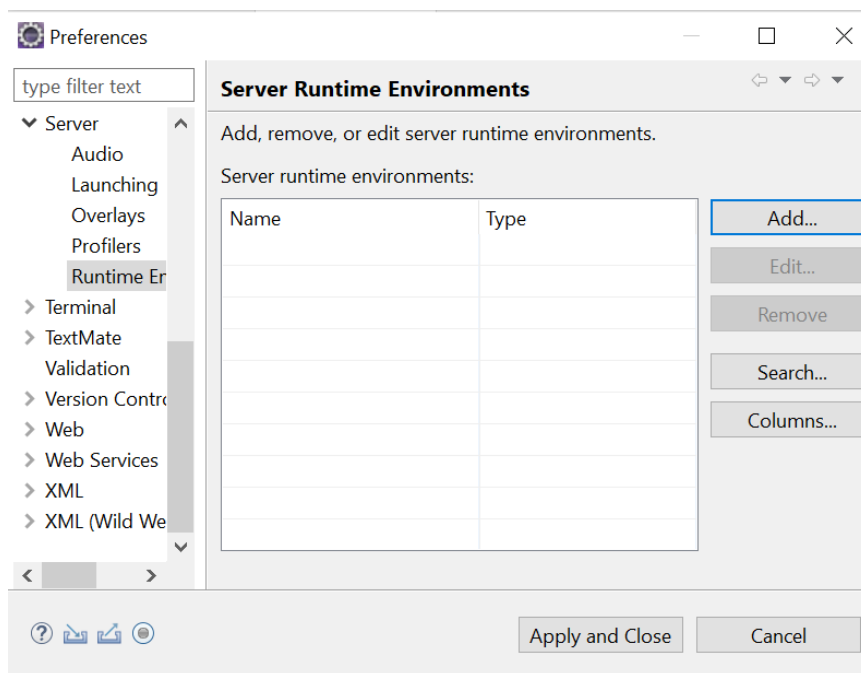 Preferences
type filter text
Server
Audio
Launching
Overlays
Profilers
Runtime Er
Terminal
TextMate
Validation
Version Contro
Web
Web Services
XML
XML (Wild We
Server Runtime Environments
Add, remove, or edit server runtime environments.
Server runtime environments:
Name Type
Add...
Edit...
Remove
Search...
Columns...
Apply and Close Cancel